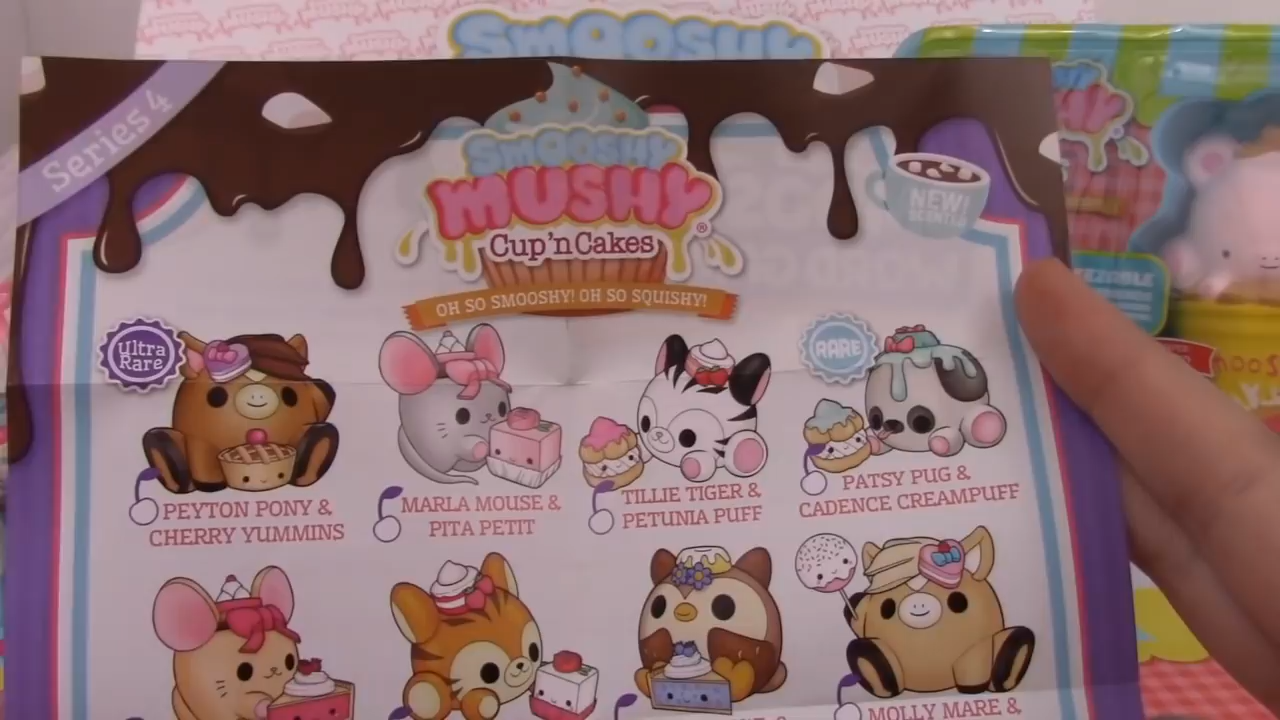 SMOOSHY
Series 4
SMOOSHY
MUSHY®
Cup'n Cakes
OH SO SMOOSHY! OH SO SQUISHY!
NEW!
Ultra
Rare
RARE
PEYTON PONY &
CHERRY YUMMINS
MARLA MOUSE &
PITA PETIT
TILLIE TIGER &
PETUNIA PUFF
PATSY PUG &
CADENCE CREAMPUFF
MOLLY MARE &